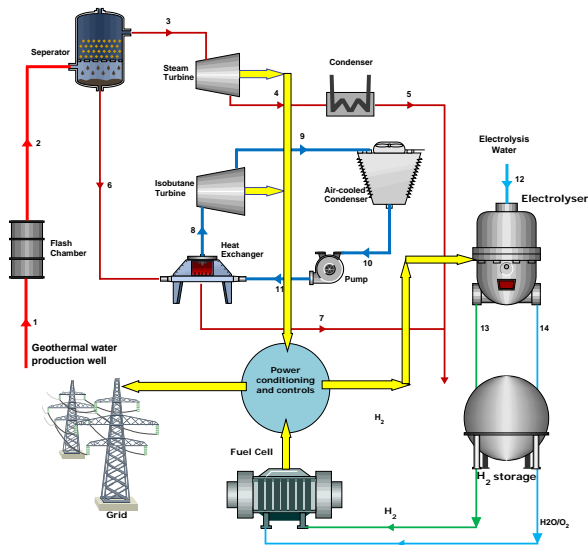 3
Seperator
Steam
Turbine
Condenser
4
5
2
9
Electrolysis
Water
12
6
Isobutane
Turbine
Air-cooled
Condenser
Electrolyser
8
Heat
Exchanger
10
Flash
Chamber
11
Pump
1
7
13
14
Geothermal water
production well
Power
conditioning
and controls
H2
Fuel Cell
H2 storage
Grid
H2
H2O/O2